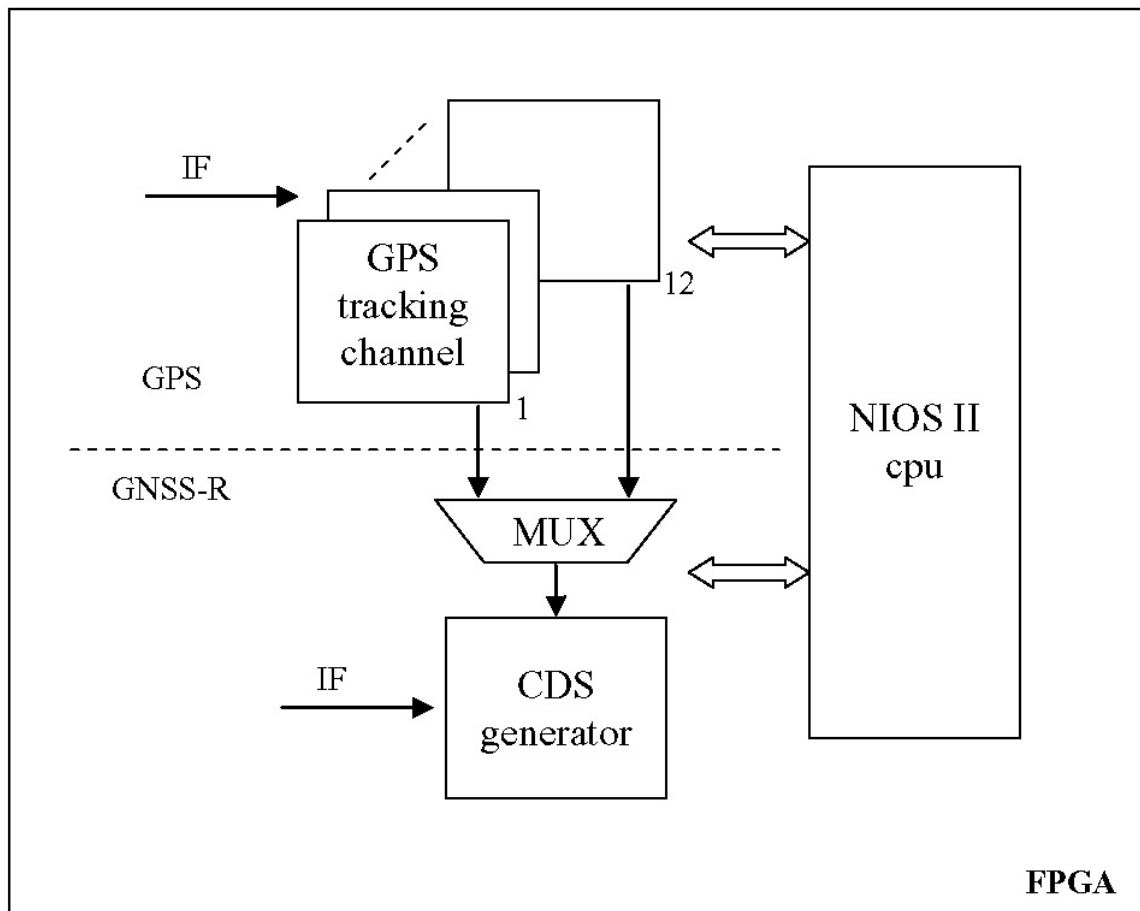 IF
GPS
tracking
channel
12
1
GPS
GNSS-R
MUX
NIOS II
cpu
IF
CDS
generator
FPGA